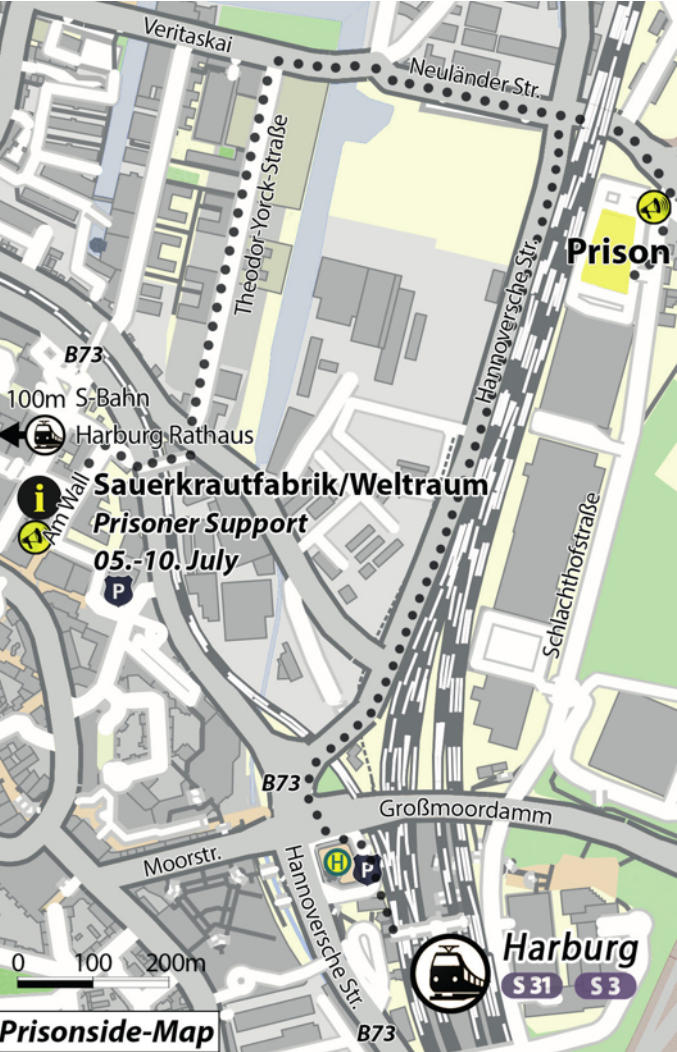 Veritaskai
Neuländer Str.
Theodor-Yorck-Straße
Hannoversche Str.
Prison
B73
100m S-Bahn
Harburg Rathaus
i
Am Wall
Sauerkrautfabrik/Weltraum
Prisoner Support
05.-10. July
P
Schlachthofstraße
B73
Großmoordamm
Moorstr.
H
P
Hannoversche Str.
Harburg
S 31 S 3
0 100 200m
Prisonside-Map
B73